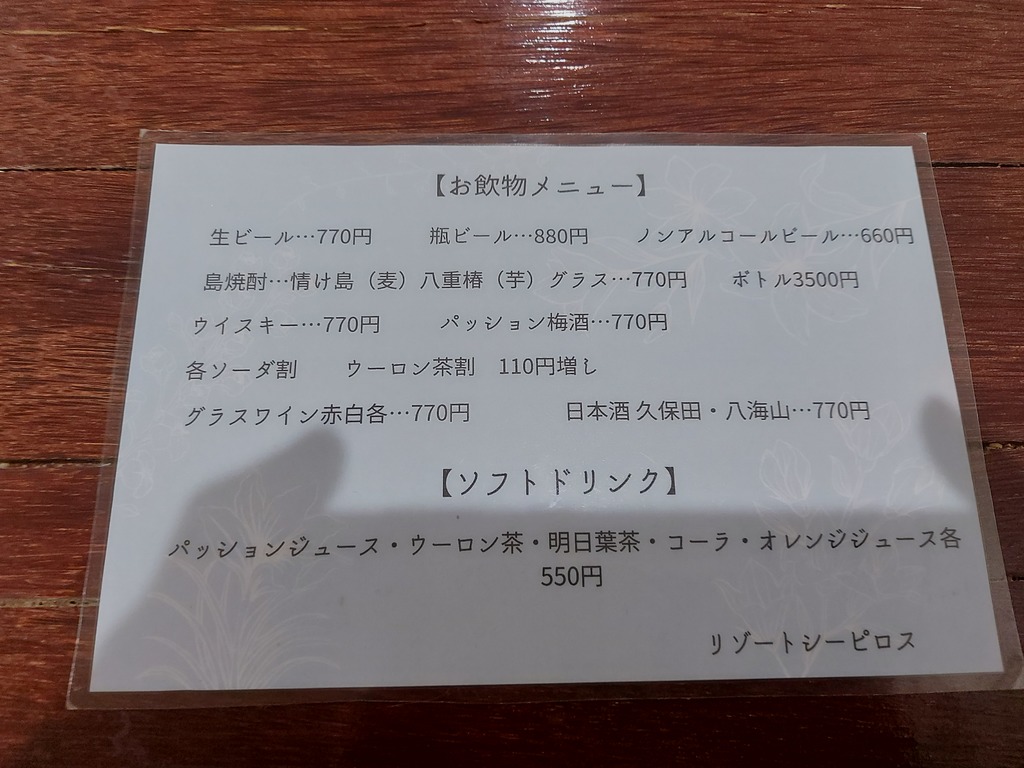 【お飲物メニュー】
生ビール…770円　瓶ビール…880円　ノンアルコールビール…660円
島焼酎…情け島（麦）八重椿（芋）グラス…770円　ボトル3500円
ウイスキー…770円　パッション梅酒…770円
各ソーダ割　ウーロン茶割　110円増し
グラスワイン赤白各…770円　日本酒 久保田・八海山…770円
【ソフトドリンク】
パッションジュース・ウーロン茶・明日葉茶・コーラ・オレンジジュース各
550円
リゾートシーピロス